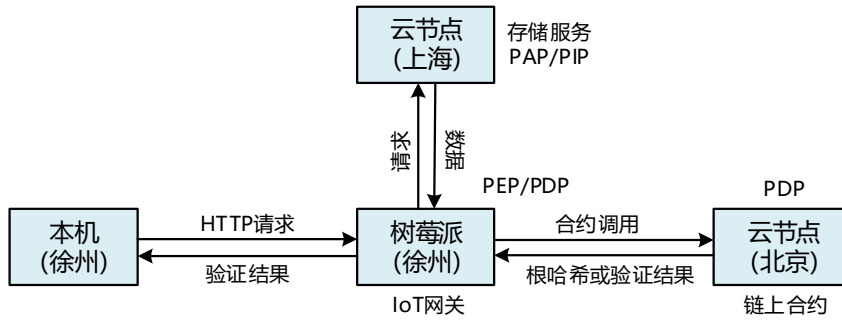 云节点
(上海)
存储服务
PAP/PIP
请求
数据
PEP/PDP
PDP
本机
(徐州)
HTTP请求
验证结果
树莓派
(徐州)
IoT网关
合约调用
根哈希或验证结果
云节点
(北京)
链上合约